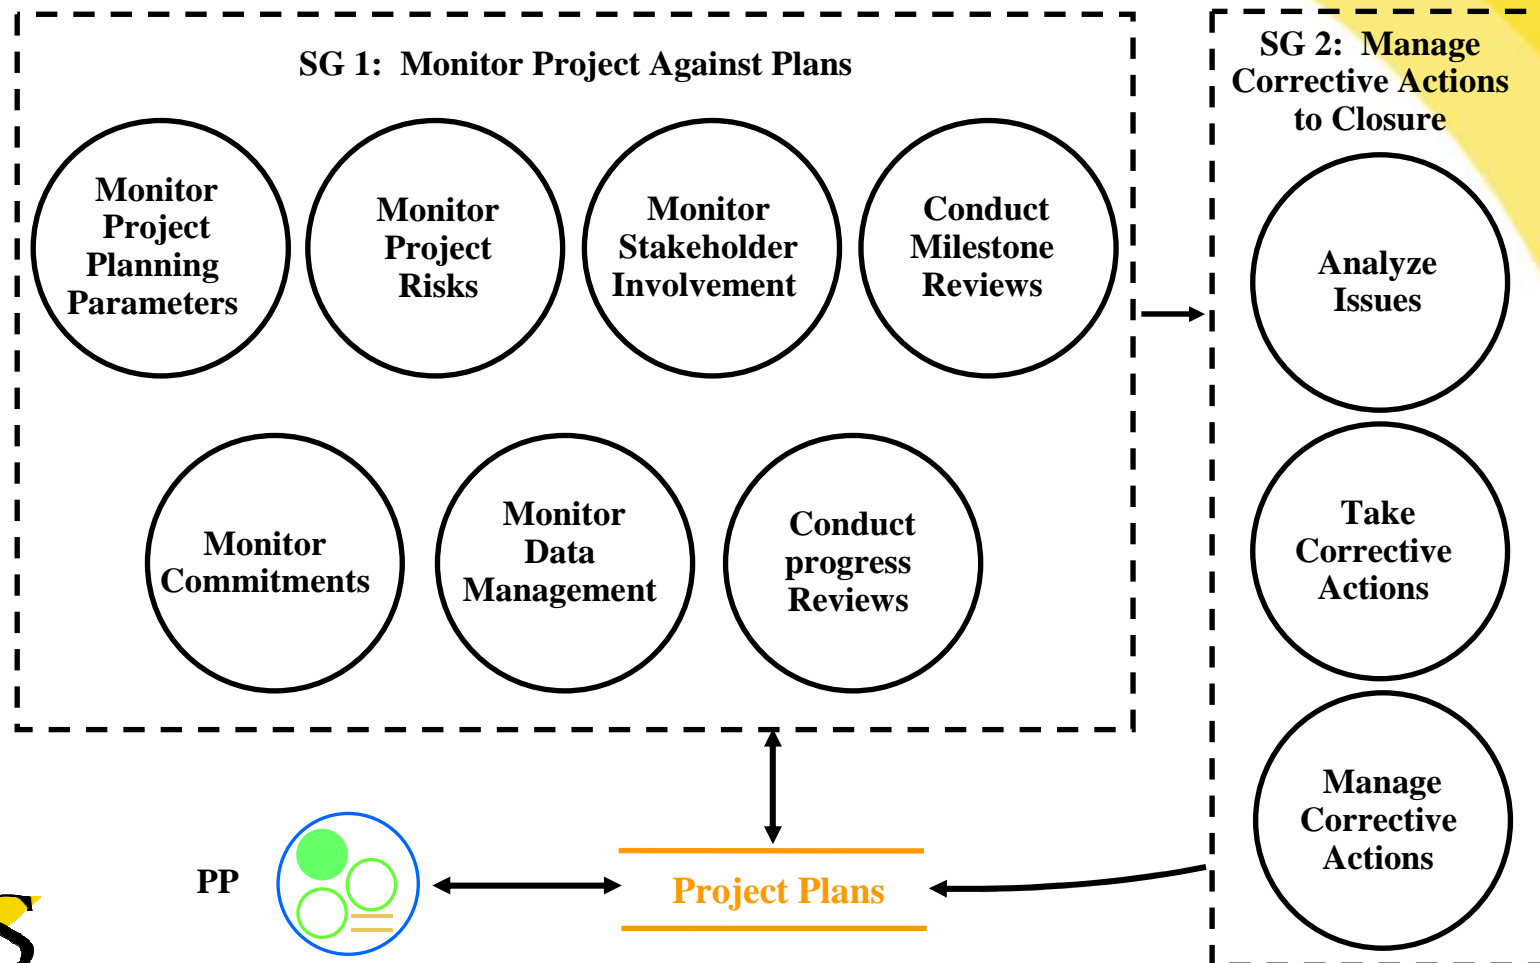 SG 1: Monitor Project Against Plans
Monitor
Project
Planning
Parameters
Monitor
Project
Risks
Monitor
Stakeholder
Involvement
Conduct
Milestone
Reviews
Monitor
Commitments
Monitor
Data
Management
Conduct
progress
Reviews
SG 2: Manage
Corrective Actions
to Closure
Analyze
Issues
Take
Corrective
Actions
Manage
Corrective
Actions
PP
Project Plans